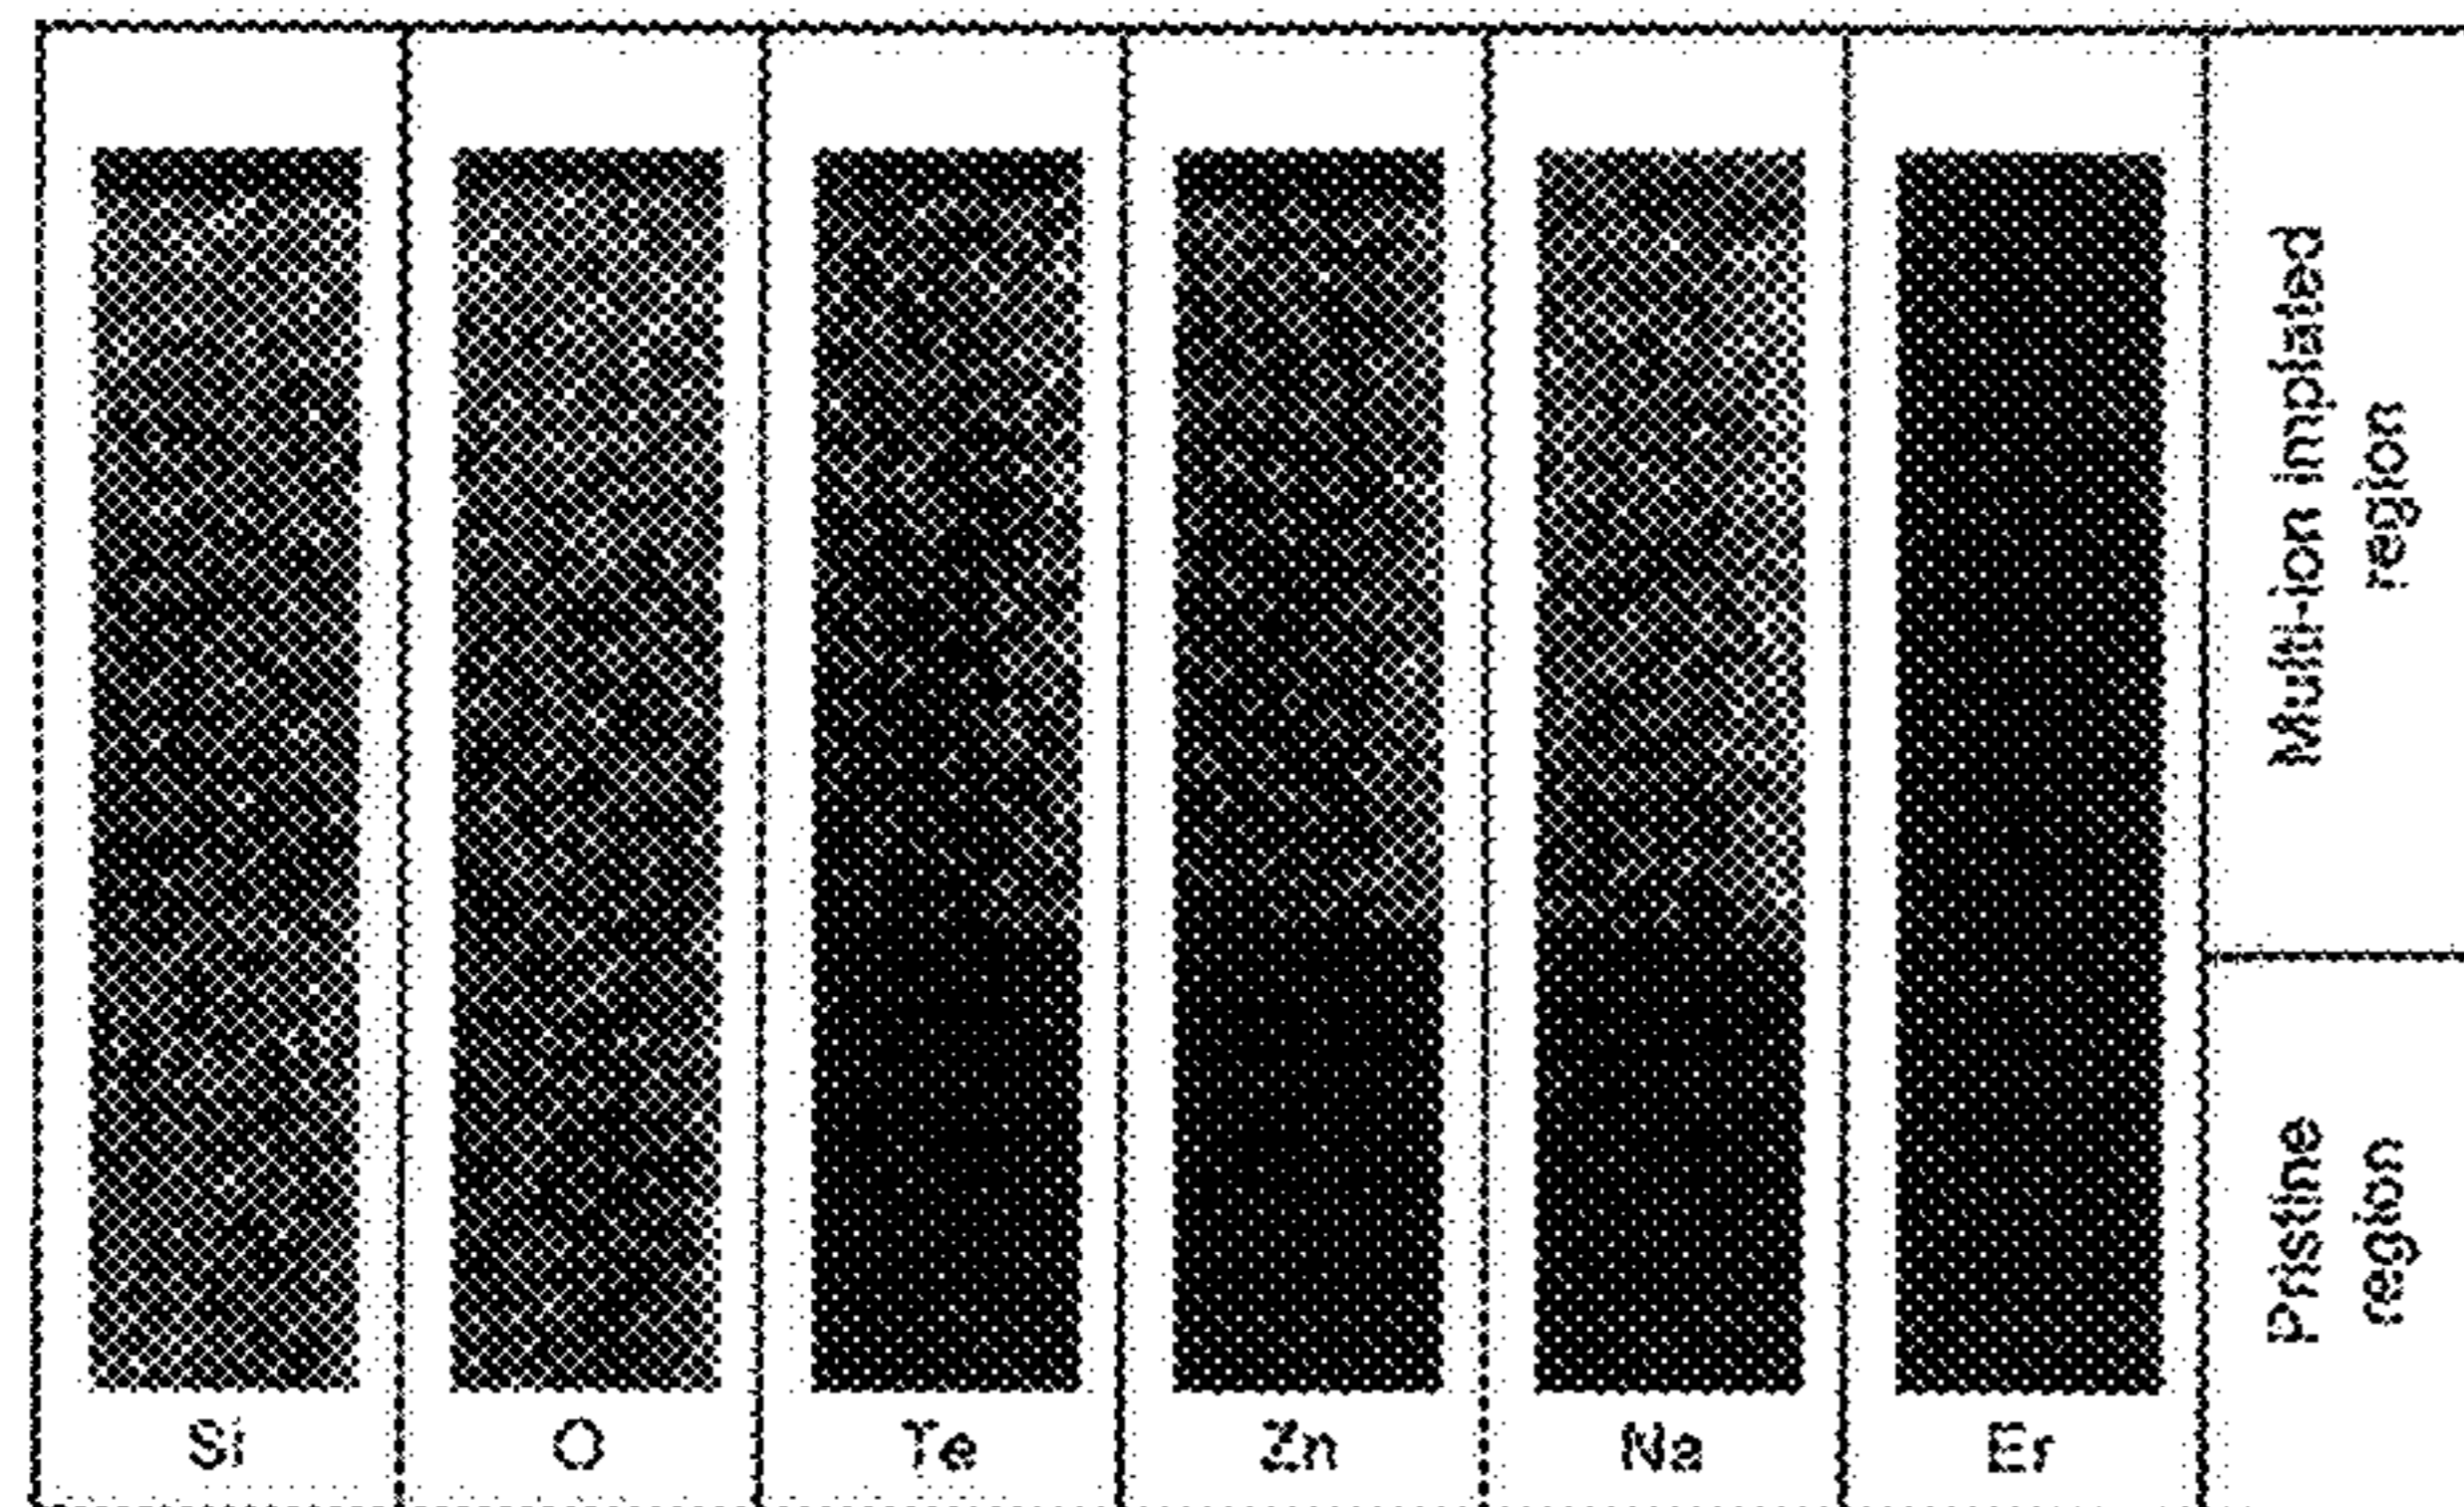 Multi-ion implated
region
Pristine
region
Si
O
Te
Zn
Na
Er